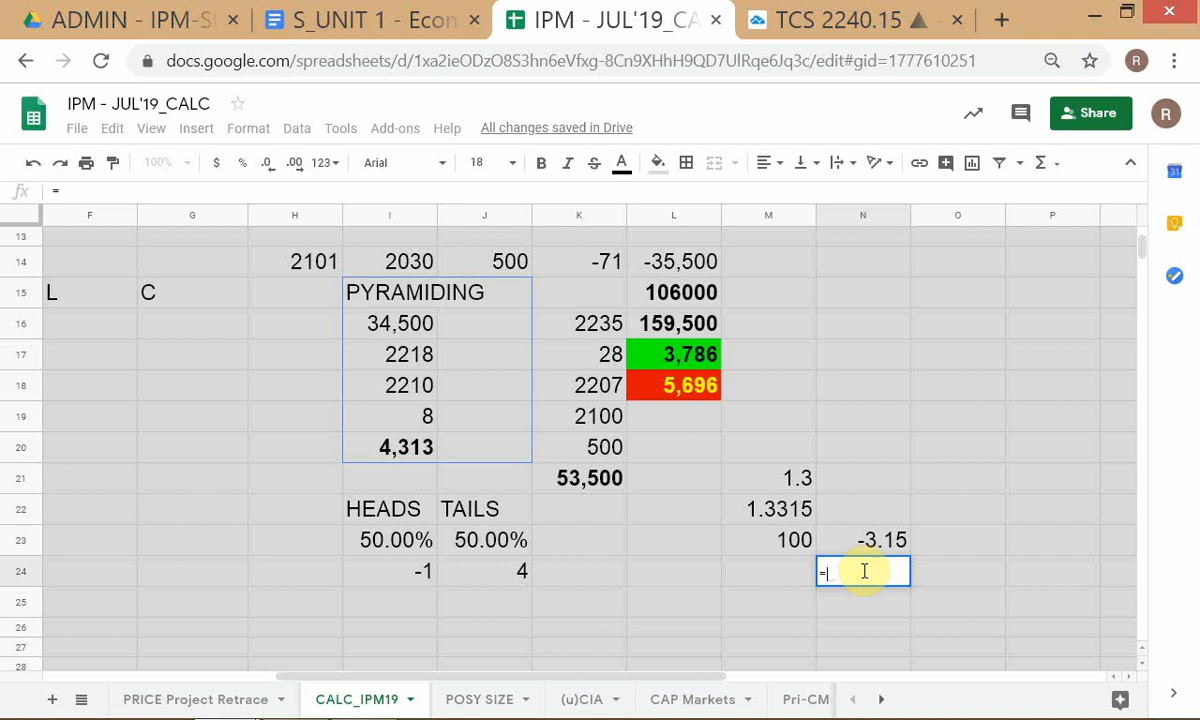 ADMIN - IPM-S
S_UNIT 1 - Econ
IPM - JUL'19_CA
TCS 2240.15 ▲
docs.google.com/spreadsheets/d/1xa2ieODzO8S3hn6eVfxg-8Cn9XHhH9QD7UlRqe6Jq3c/edit#gid=1777610251
R
IPM - JUL'19_CALC
File Edit View Insert Format Data Tools Add-ons Help All changes saved in Drive
Share
R
100% $ % .0 .00 123 Arial 18 B I S A
31
fx =
F G H I J K L M N O P
13
14 2101 2030 500 -71 -35,500
15 L C PYRAMIDING 106000
16 34,500 2235 159,500
17 2218 28 3,786
18 2210 2207 5,696
19 8 2100
20 4,313 500
21 53,500 1.3
22 HEADS TAILS 1.3315
23 50.00% 50.00% 100 -3.15
24 -1 4 =
25
26
27
28
PRICE Project Retrace CALC_IPM19 POSY SIZE (u)CIA CAP Markets Pri-CM